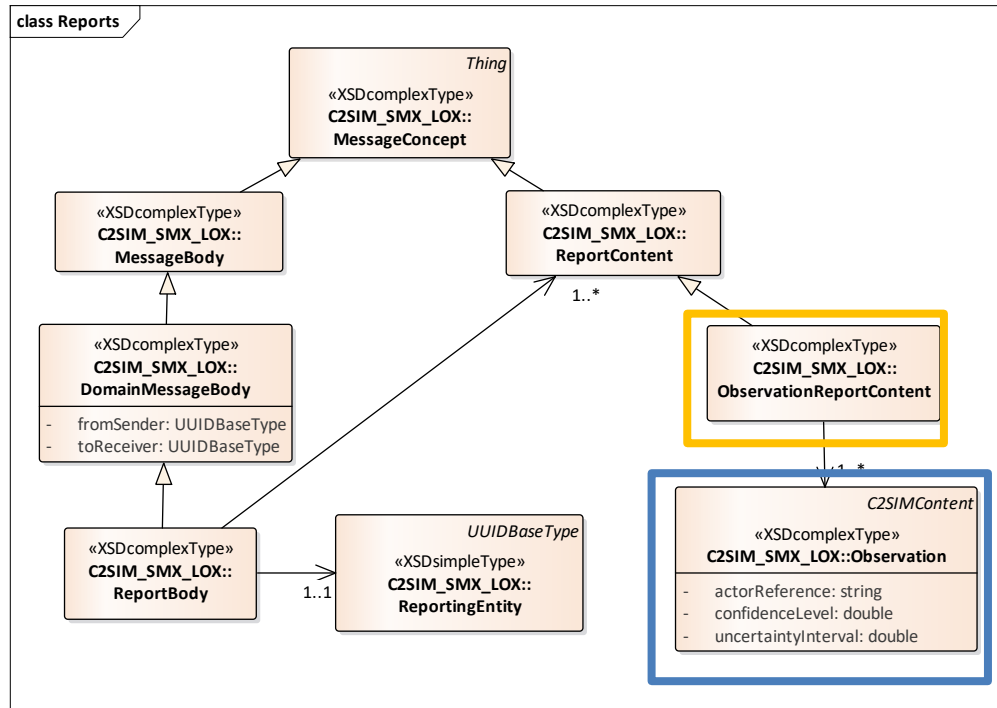 class Reports
Thing
«XSDcomplexType»
C2SIM_SMX_LOX::
MessageConcept
«XSDcomplexType»
C2SIM_SMX_LOX::
MessageBody
«XSDcomplexType»
C2SIM_SMX_LOX::
ReportContent
1..*
«XSDcomplexType»
C2SIM_SMX_LOX::
DomainMessageBody
- fromSender: UUIDBaseType
- toReceiver: UUIDBaseType
«XSDcomplexType»
C2SIM_SMX_LOX::
ObservationReportContent
1..*
«XSDcomplexType»
C2SIM_SMX_LOX::
ReportBody
1..1
UUIDBaseType
«XSDsimpleType»
C2SIM_SMX_LOX::
ReportingEntity
C2SIMContent
«XSDcomplexType»
C2SIM_SMX_LOX::Observation
- actorReference: string
- confidenceLevel: double
- uncertaintyInterval: double